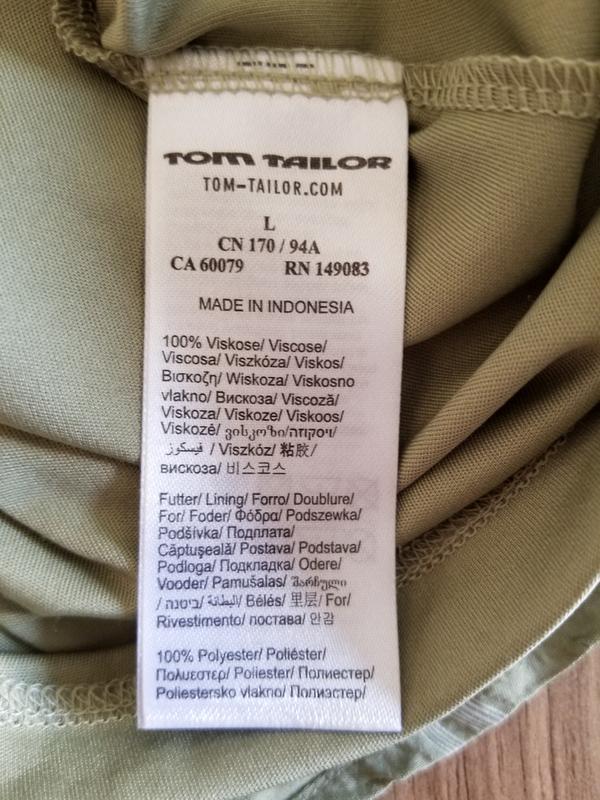 TOM TAILOR
TOM-TAILOR.COM
L
CN 170 / 94A
CA 60079 RN 149083
MADE IN INDONESIA
100% Viskose/ Viscose/
Viscosa/ Viszkóza/ Viskos/
Βισκοζη/ Wiskoza/ Viskosno
vlakno/ Вискоза/ Viscoză/
Viskoza/ Viskoze/ Viskoos/
Viskozé/ ვისკოზი/ויסקוזה/
فيسكوز / Viszkóz/ 粘胶/
вискоза/ 비스코스
Futter/ Lining/ Forro/ Doublure/
For/ Foder/ Φόδρα/ Podszewka/
Podšívka/ Подплата/
Căptuşeală/ Postava/ Podstava/
Podloga/ Подкладка/ Odere/
Vooder/ Pamušalas/ შარჩული
/ ביטנה/ البطانة/ Bélés/ 里层/ For/
Rivestimento/ постава/ 안감
100% Polyester/ Poliéster/
Πολυεστερ/ Poliester/ Полиестер/
Poliestersko vlakno/ Полиэстер/